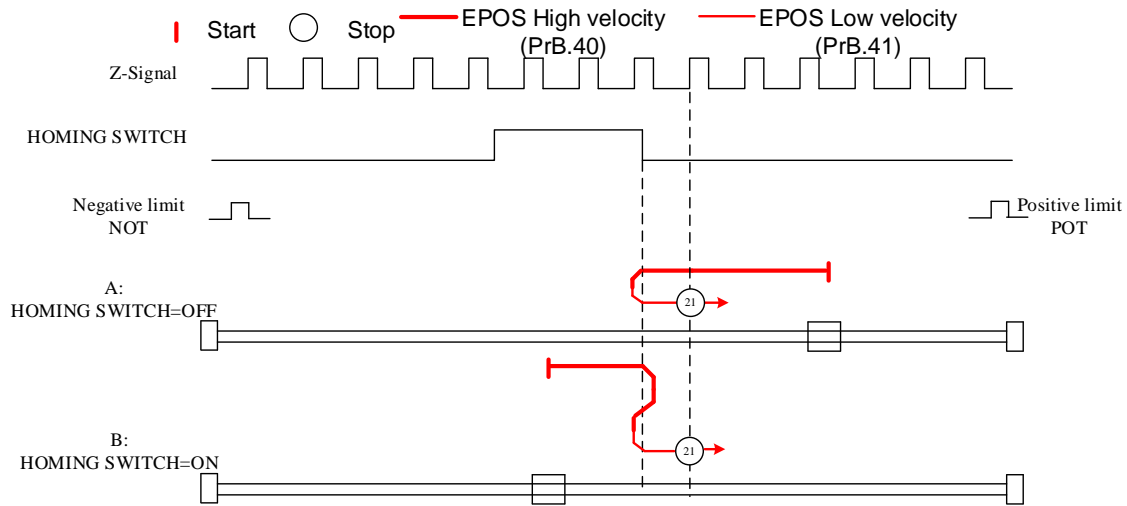 Start Stop EPOS High velocity EPOS Low velocity
(PrB.40) (PrB.41)
Z-Signal
HOMING SWITCH
Negative limit
NOT
Positive limit
POT
A:
HOMING SWITCH=OFF
21
B:
HOMING SWITCH=ON
21